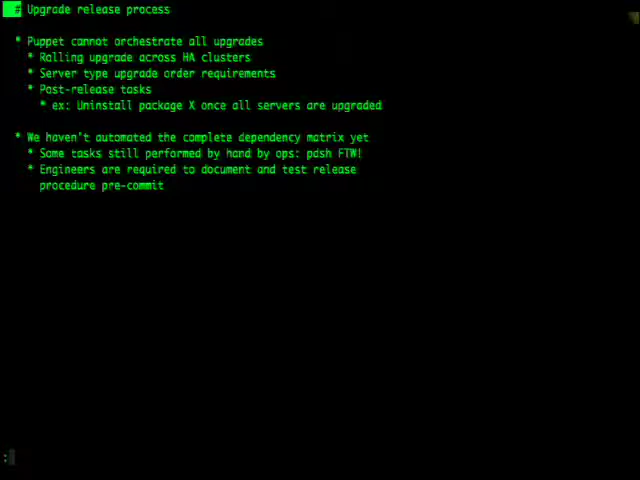 # Upgrade release process
* Puppet cannot orchestrate all upgrades
* Rolling upgrade across HA clusters
* Server type upgrade order requirements
* Post-release tasks
* ex: Uninstall package X once all servers are upgraded
* We haven't automated the complete dependency matrix yet
* Some tasks still performed by hand by ops: pdsh FTW!
* Engineers are required to document and test release
procedure pre-commit
: